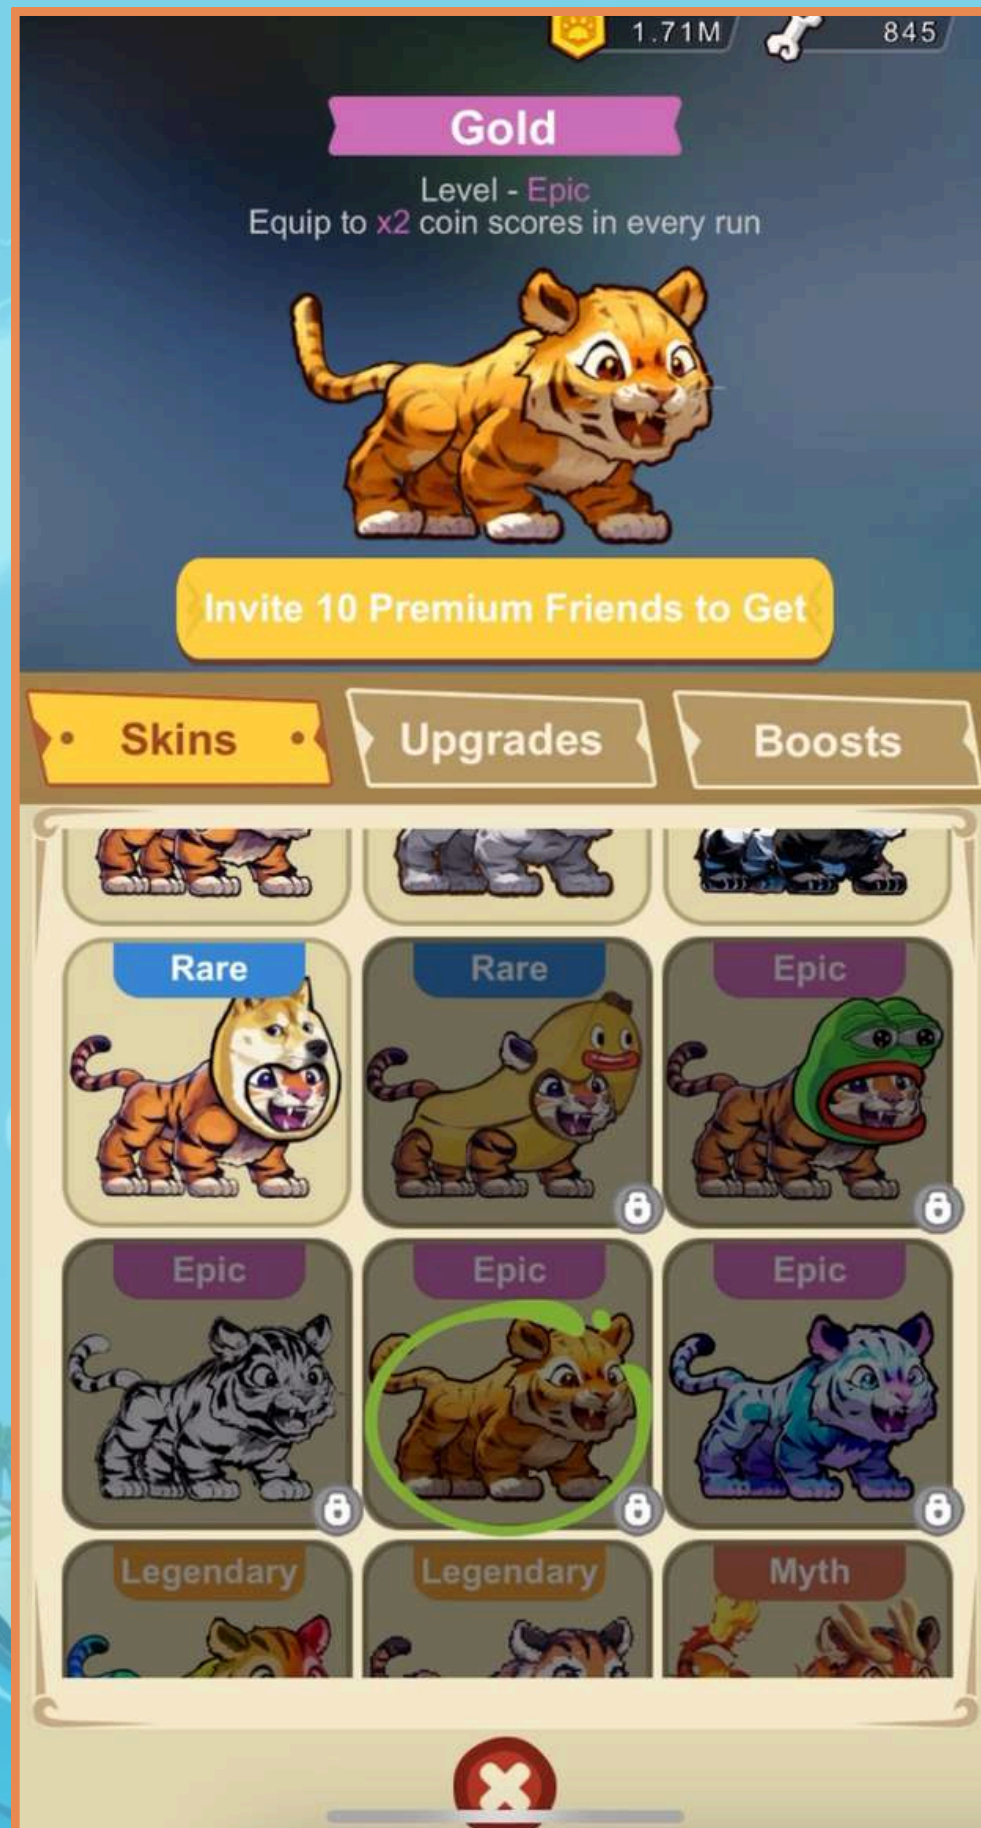 1.71M
845
Gold
Level - Epic
Equip to x2 coin scores in every run
Invite 10 Premium Friends to Get
Skins
Upgrades
Boosts
Rare
Rare
Epic
Epic
Epic
Epic
Legendary
Legendary
Myth